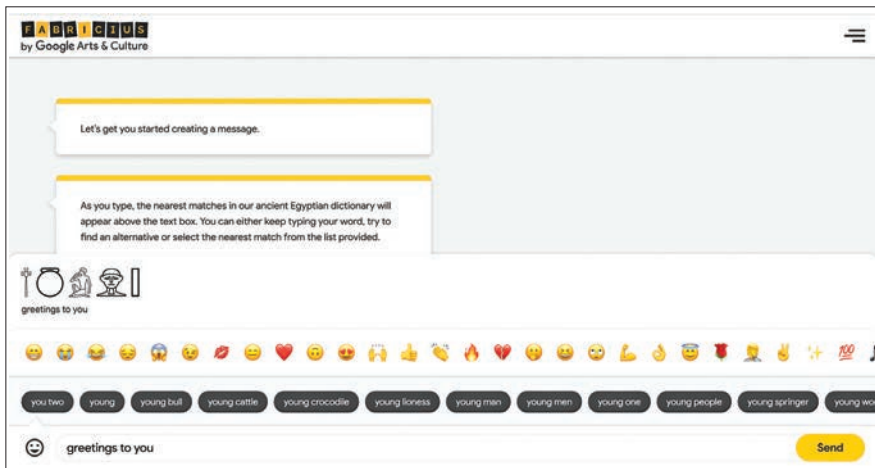 FABRICIUS
by Google Arts & Culture
Let's get you started creating a message.
As you type, the nearest matches in our ancient Egyptian dictionary will
appear above the text box. You can either keep typing your word, try to
find an alternative or select the nearest match from the list provided.
greetings to you
100
you two young young bull young cattle young crocodile young lioness young man young men young one young people young springer young
greetings to you Send